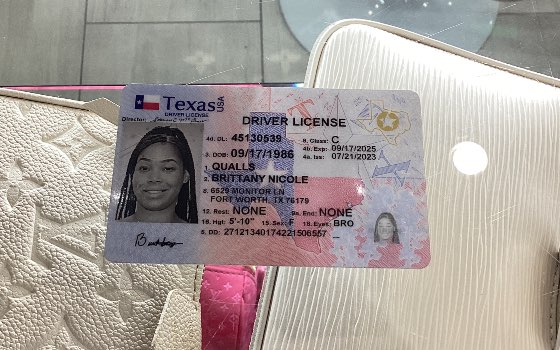 Texas USA
DRIVER LICENSE
Director:
DRIVER LICENSE
4d. DL: 45130539 9. Class: C
3. DOB: 09/17/1986 4b. Exp: 09/17/2025
4a. Iss: 07/21/2023
1. QUALLS
2. BRITTANY NICOLE
8. 6529 MONITOR LN
FORT WORTH, TX 76179
12. Rest: NONE 9a. End: NONE
16. Hgt: 5'-10" 15. Sex: F 18. Eyes: BRO
5. DD: 27121340174221506557